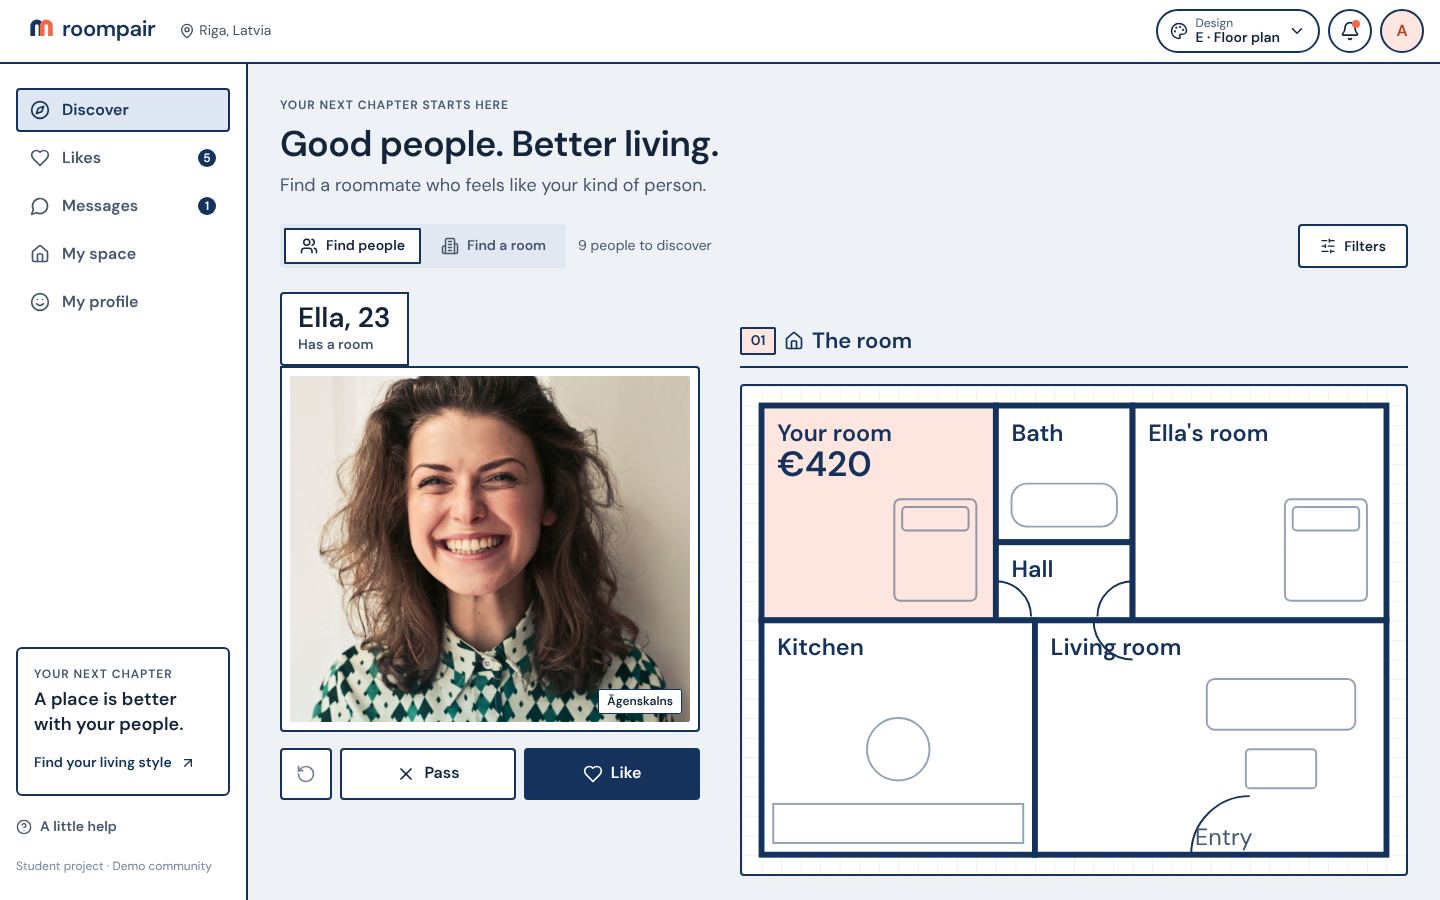 roompair
Riga, Latvia
Design
E · Floor plan
A
Discover
Likes
5
Messages
1
My space
My profile
YOUR NEXT CHAPTER
A place is better
with your people.
Find your living style
A little help
Student project · Demo community
YOUR NEXT CHAPTER STARTS HERE
Good people. Better living.
Find a roommate who feels like your kind of person.
Find people
Find a room
9 people to discover
Filters
Ella, 23
Has a room
Āgenskalns
Pass
Like
01
The room
Your room
€420
Bath
Ella's room
Hall
Kitchen
Living room
Entry